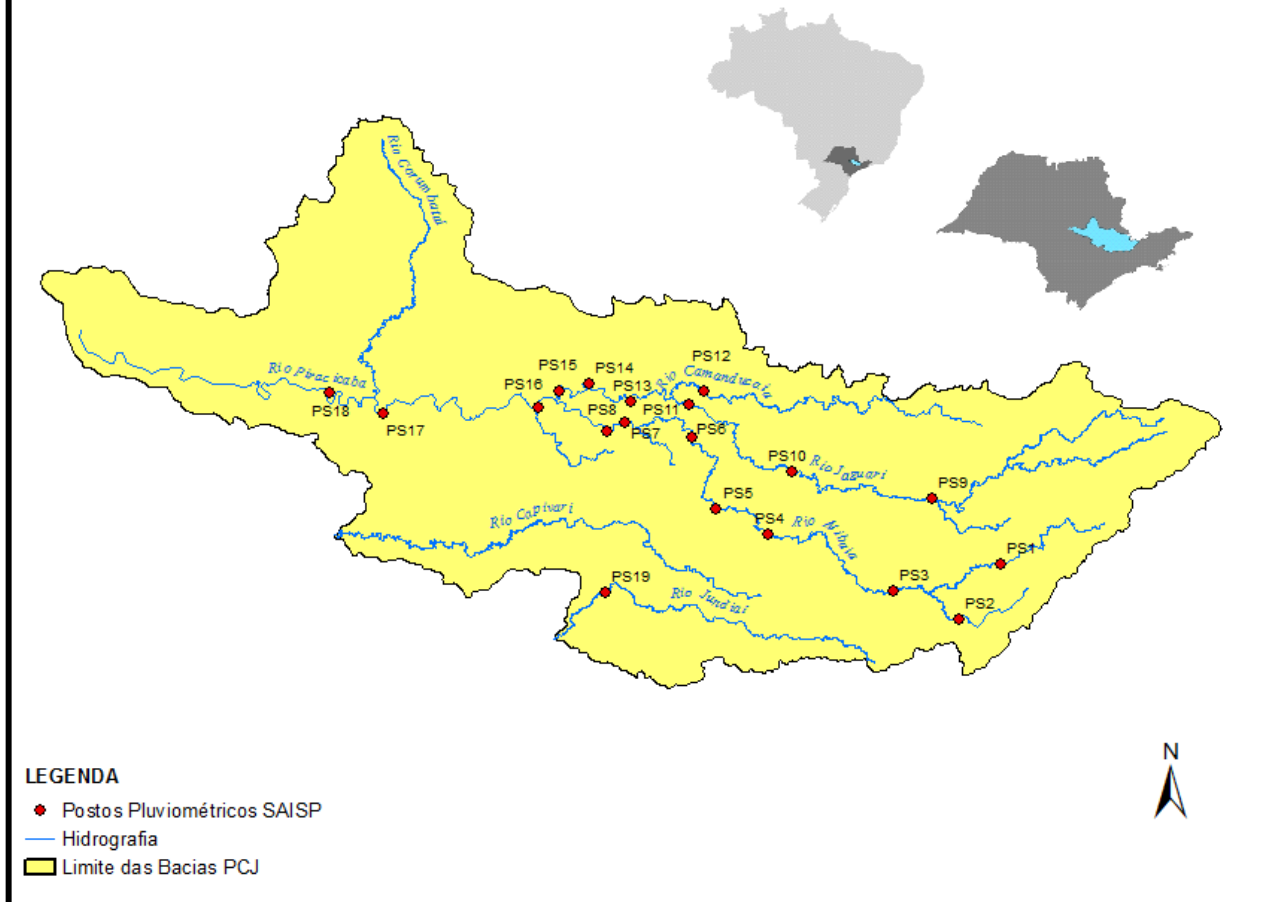 Rio Corumbataí
PS12
PS15
PS14
Rio Camanducaia
Rio Piracicaba
PS16
PS13
PS18
PS8
PS11
PS17
PS7
PS6
PS10
Rio Jaguari
PS9
PS5
Rio Capivari
PS4
Rio Atibaia
PS1
PS19
PS3
Rio Jundiaí
PS2
N
LEGENDA
Postos Pluviométricos SAISP
Hidrografia
Limite das Bacias PCJ